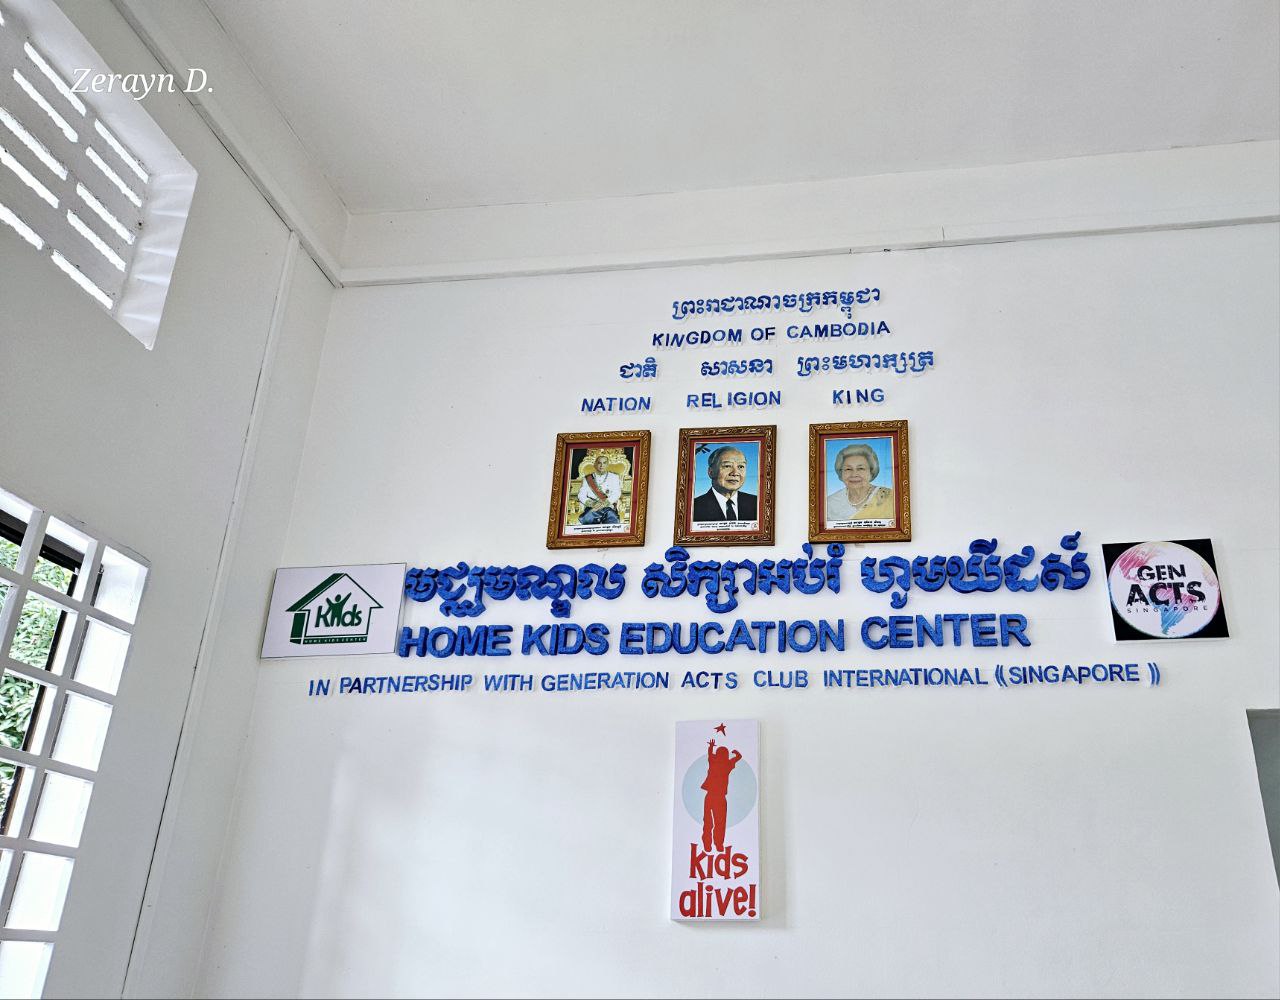 Zerayn D.
ព្រះរាជាណាចក្រកម្ពុជា
KINGDOM OF CAMBODIA
ជាតិ សាសនា ព្រះមហាក្សត្រ
NATION RELIGION KING
មជ្ឈមណ្ឌល សិក្សាអប់រំ ហូមឃីដស៍
HOME KIDS EDUCATION CENTER
Kids
HOME KIDS CENTER
GEN
ACTS
SINGAPORE
IN PARTNERSHIP WITH GENERATION ACTS CLUB INTERNATIONAL ((SINGAPORE))
kids
alive!